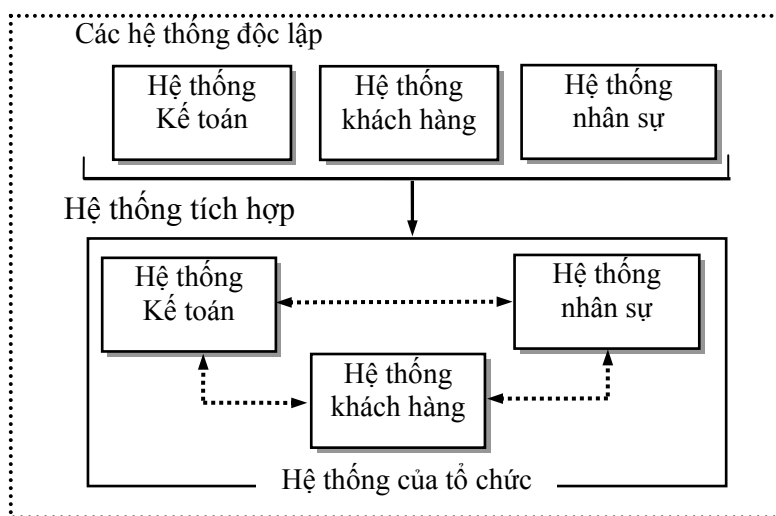 Các hệ thống độc lập
Hệ thống
Kế toán
Hệ thống
khách hàng
Hệ thống
nhân sự
Hệ thống tích hợp
Hệ thống
Kế toán
Hệ thống
nhân sự
Hệ thống
khách hàng
Hệ thống của tổ chức